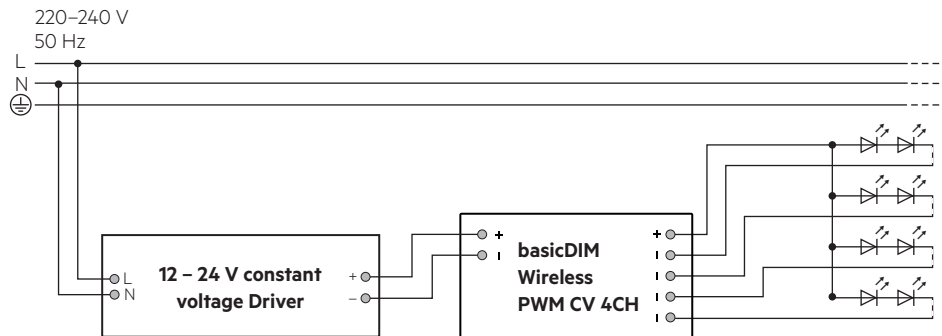 220–240 V
50 Hz
L
N
12 – 24 V constant
voltage Driver
L
N
+
–
+
–
basicDIM
Wireless
PWM CV 4CH
+
–
–
–
–